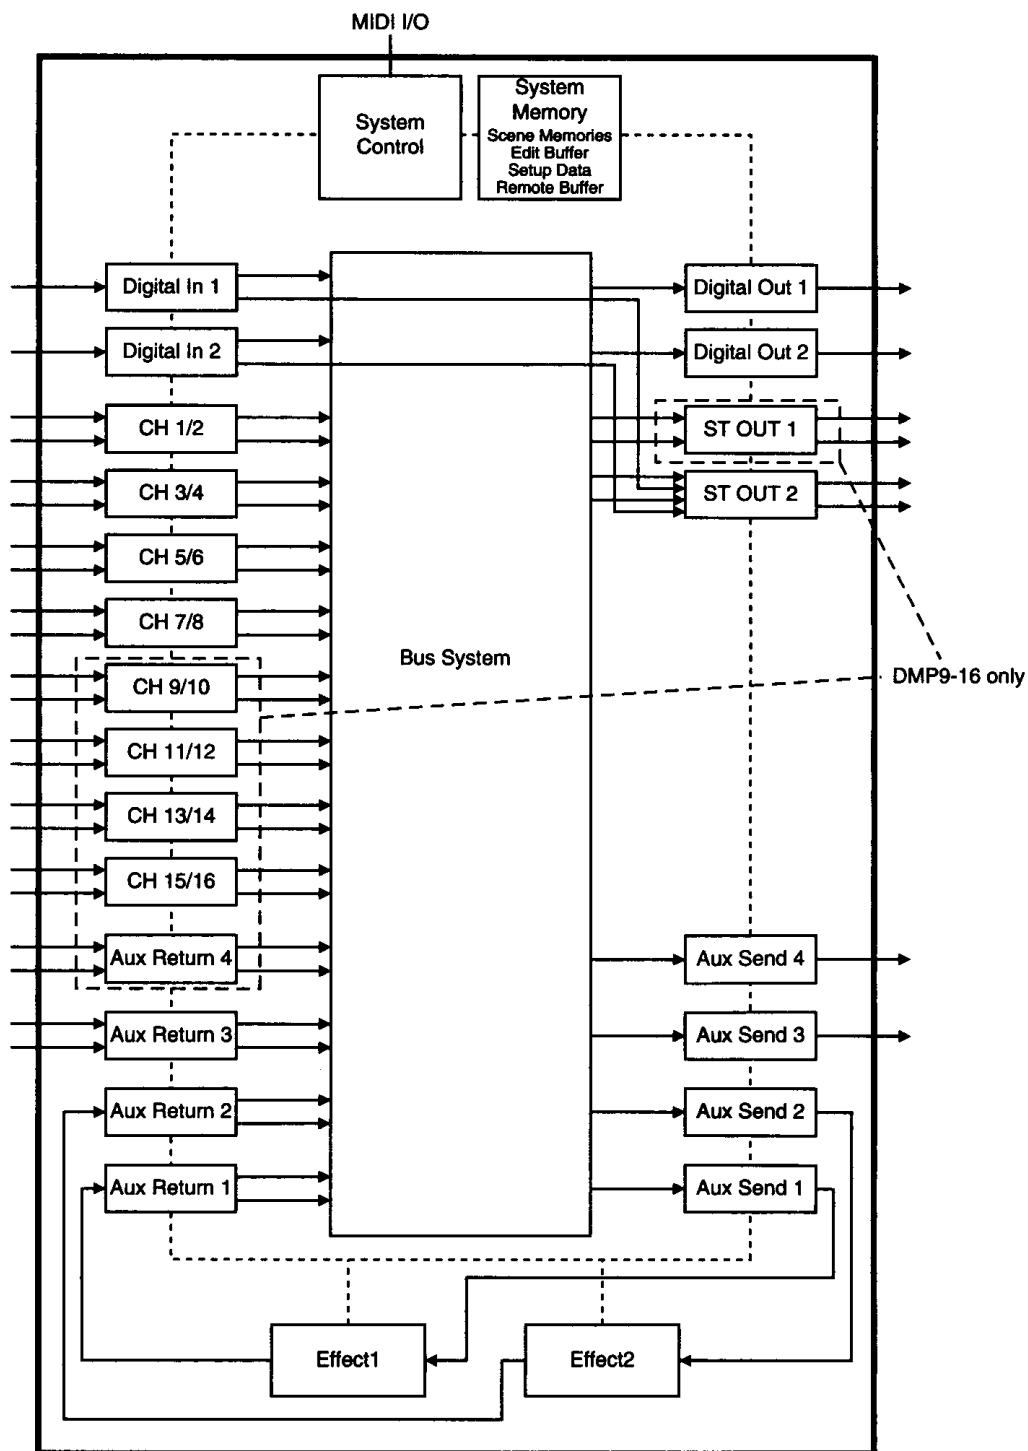 MIDI I/O
System
Control
System
Memory
Scene Memories
Edit Buffer
Setup Data
Remote Buffer
Digital In 1
Digital In 2
CH 1/2
CH 3/4
CH 5/6
CH 7/8
CH 9/10
CH 11/12
CH 13/14
CH 15/16
Aux Return 4
Aux Return 3
Aux Return 2
Aux Return 1
Bus System
Digital Out 1
Digital Out 2
ST OUT 1
ST OUT 2
DMP9-16 only
Aux Send 4
Aux Send 3
Aux Send 2
Aux Send 1
Effect1
Effect2